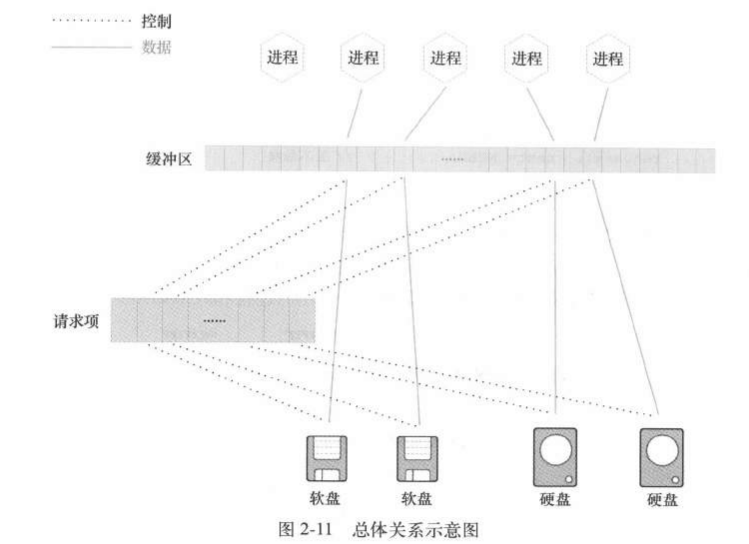 控制
数据
进程 进程 进程 进程 进程
缓冲区 ······
请求项 ······
软盘 软盘 硬盘 硬盘
图 2-11 总体关系示意图